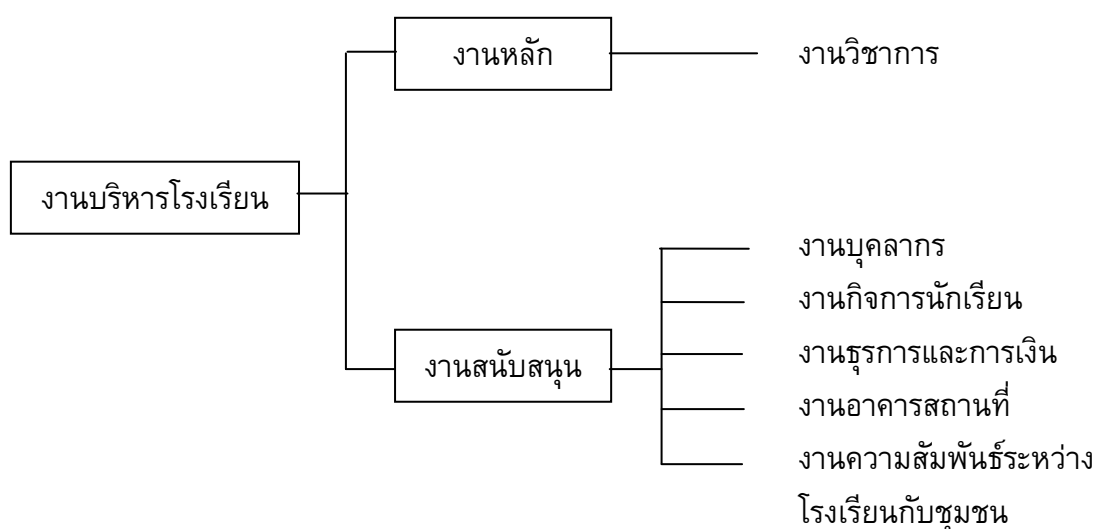 งานหลัก
งานวิชาการ
งานบริหารโรงเรียน
งานบุคลากร
งานกิจการนักเรียน
งานธุรการและการเงิน
งานสนับสนุน
งานอาคารสถานที่
งานความสัมพันธ์ระหว่าง
โรงเรียนกับชุมชน